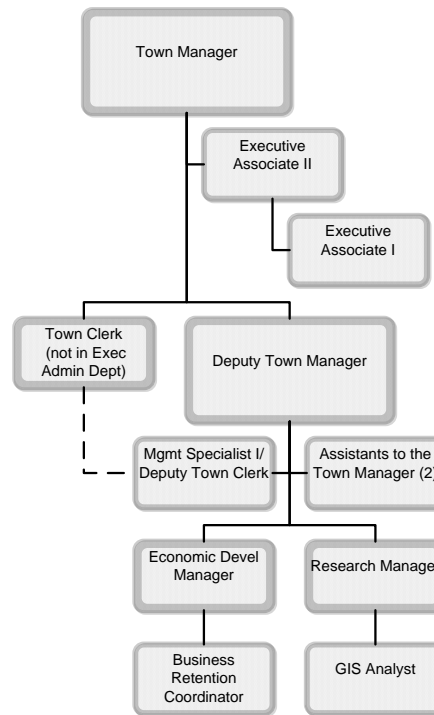 Town Manager
Executive
Associate II
Executive
Associate I
Town Clerk
(not in Exec
Admin Dept)
Deputy Town Manager
Mgmt Specialist I/
Deputy Town Clerk
Assistants to the
Town Manager (2)
Economic Devel
Manager
Research Manage
Business
Retention
Coordinator
GIS Analyst